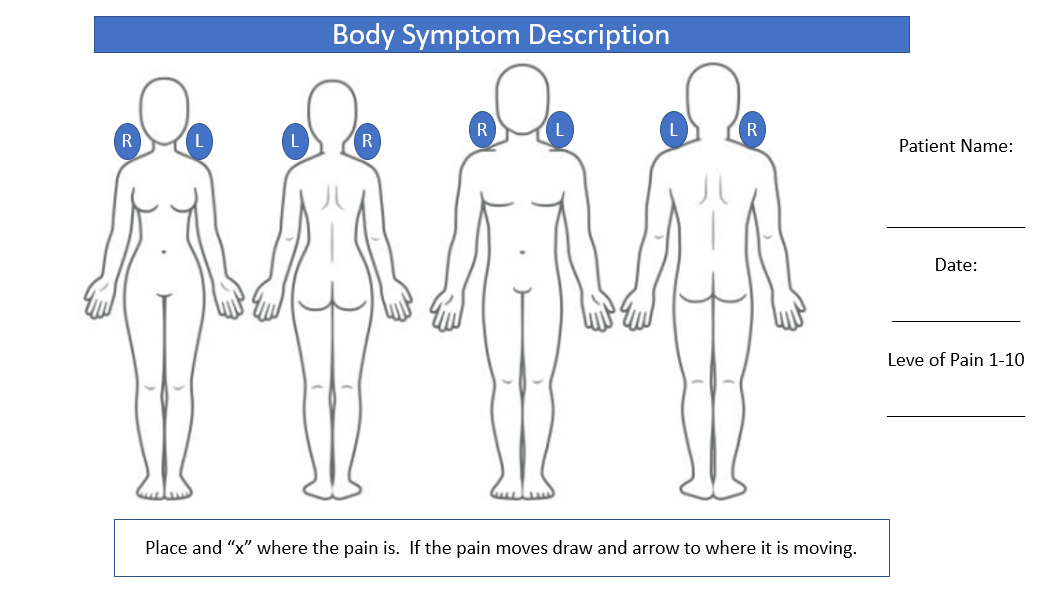 Body Symptom Description
R L L R R L L R
Patient Name:
Date:
Leve of Pain 1-10
Place and “x” where the pain is. If the pain moves draw and arrow to where it is moving.